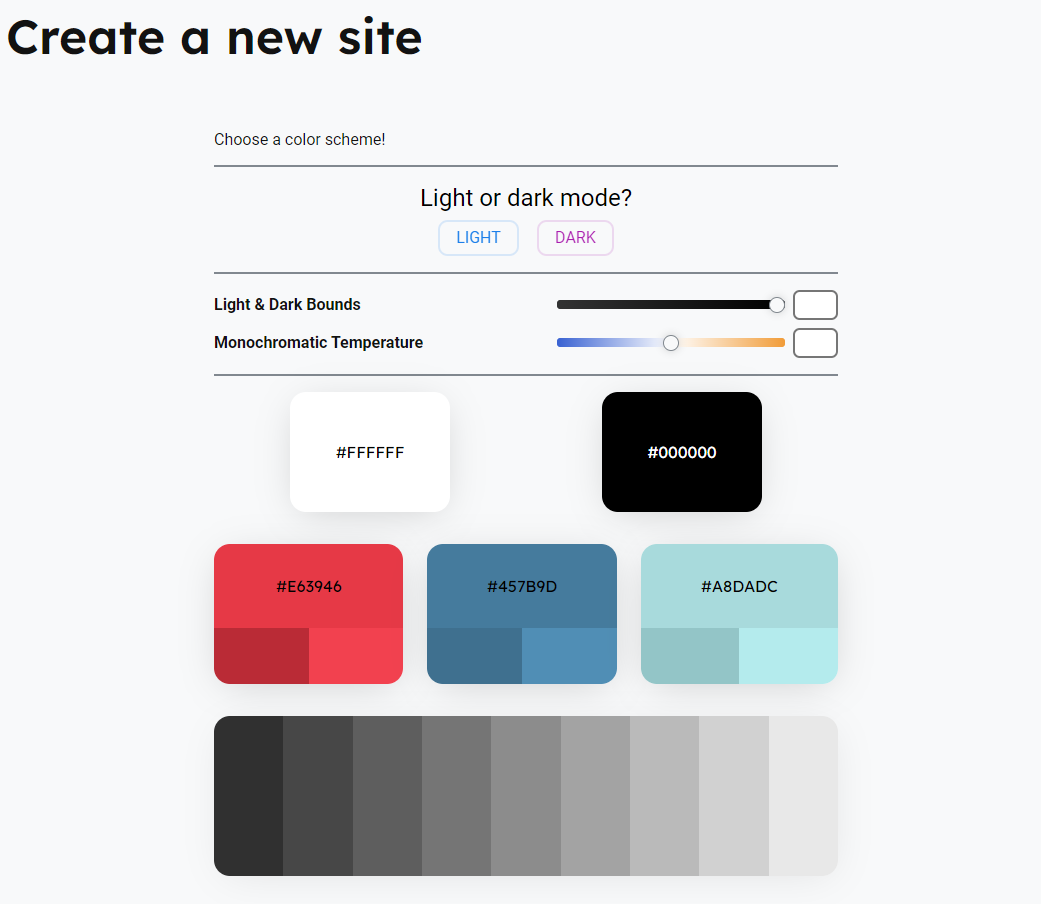 Create a new site
Choose a color scheme!
Light or dark mode?
LIGHT DARK
Light & Dark Bounds
Monochromatic Temperature
#FFFFFF #000000
#E63946 #457B9D #A8DADC